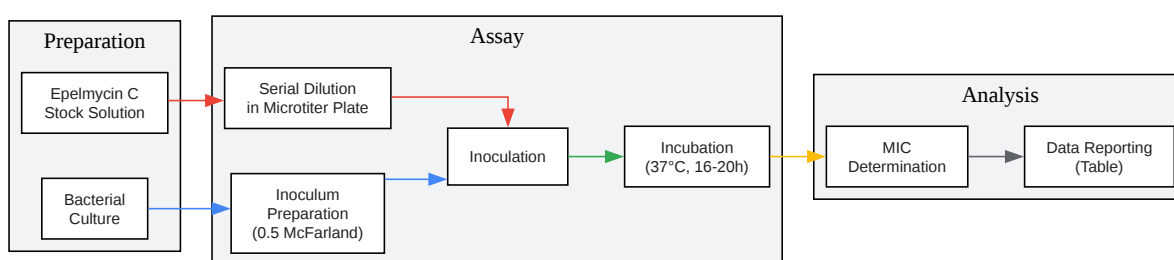 Preparation
Epelmycin C
Stock Solution
Bacterial
Culture
Assay
Serial Dilution
in Microtiter Plate
Inoculum
Preparation
(0.5 McFarland)
Inoculation
Incubation
(37°C, 16-20h)
Analysis
MIC
Determination
Data Reporting
(Table)